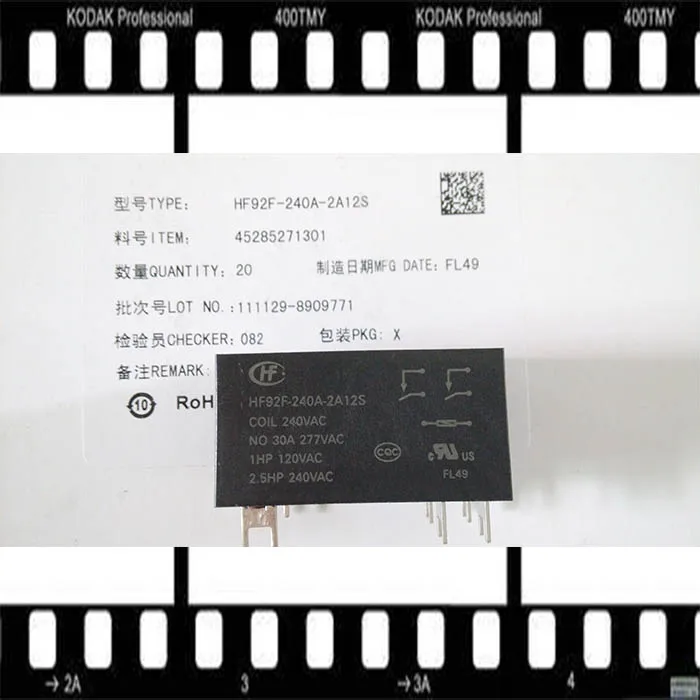 KODAK Professional 400TMY KODAK Professional 400TMY
型号TYPE: HF92F-240A-2A12S
料号ITEM: 45285271301
数量QUANTITY: 20 制造日期MFG DATE: FL49
批次号LOT NO.:111129-8909771
检验员CHECKER: 082 包装PKG: X
备注REMARK:
10 RoH
HF
HF92F-240A-2A12S
COIL 240VAC
NO 30A 277VAC
1HP 120VAC
2.5HP 240VAC
CQC
c RU US
FL49
→2A 3 →3A 4